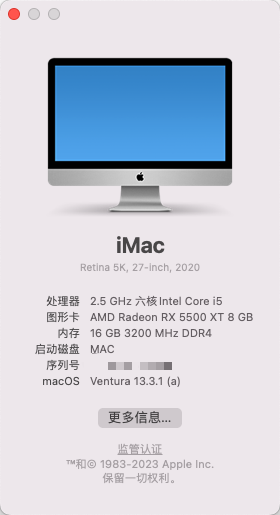 iMac
Retina 5K, 27-inch, 2020
处理器 2.5 GHz 六核Intel Core i5
图形卡 AMD Radeon RX 5500 XT 8 GB
内存 16 GB 3200 MHz DDR4
启动磁盘 MAC
序列号
macOS Ventura 13.3.1 (a)
更多信息...
监管认证
™和© 1983-2023 Apple Inc.
保留一切权利。